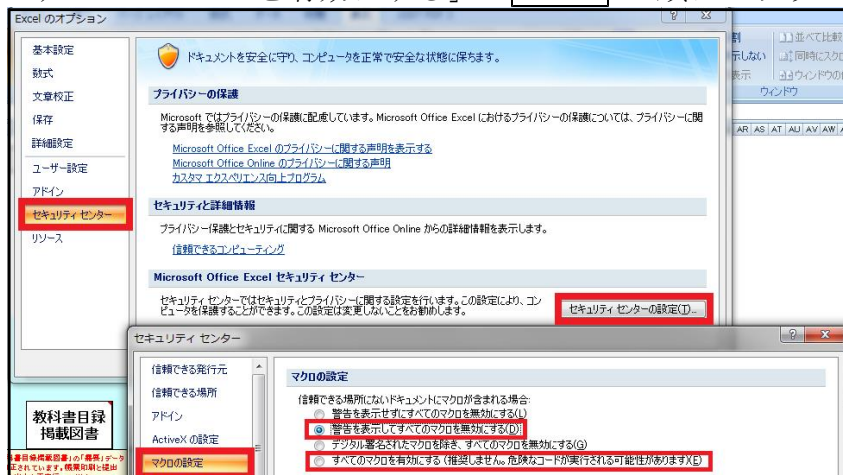 Excel のオプション
基本設定
数式
文章校正
保存
詳細設定
ユーザー設定
アドイン
セキュリティ センター
リソース
ドキュメントを安全に守り、コンピュータを正常で安全な状態に保ちます。
プライバシーの保護
Microsoft ではプライバシーの保護に配慮しています。Microsoft Office Excel におけるプライバシーの保護については、プライバシーに関
する声明を参照してください。
Microsoft Office Excel のプライバシーに関する声明を表示する
Microsoft Office Online のプライバシーに関する声明
カスタマ エクスペリエンス向上プログラム
セキュリティと詳細情報
プライバシー保護とセキュリティに関する Microsoft Office Online からの詳細情報を表示します。
信頼できるコンピューティング
Microsoft Office Excel セキュリティ センター
セキュリティ センターではセキュリティとプライバシーに関する設定を行います。この設定により、コン
ピュータを保護することができます。この設定は変更しないことをお勧めします。
セキュリティ センターの設定(T)...
割
並べて比較
示しない
同時にスクロ
表示
ウィンドウの
ウィンドウ
AR AS AT AU AV AW
セキュリティ センター
信頼できる発行元
信頼できる場所
アドイン
ActiveX の設定
マクロの設定
マクロの設定
信頼できる場所にないドキュメントにマクロが含まれる場合:
警告を表示せずにすべてのマクロを無効にする(L)
警告を表示してすべてのマクロを無効にする(D)
デジタル署名されたマクロを除き、すべてのマクロを無効にする(G)
すべてのマクロを有効にする (推奨しません。危険なコードが実行される可能性があります)(E)
教科書目録
掲載図書